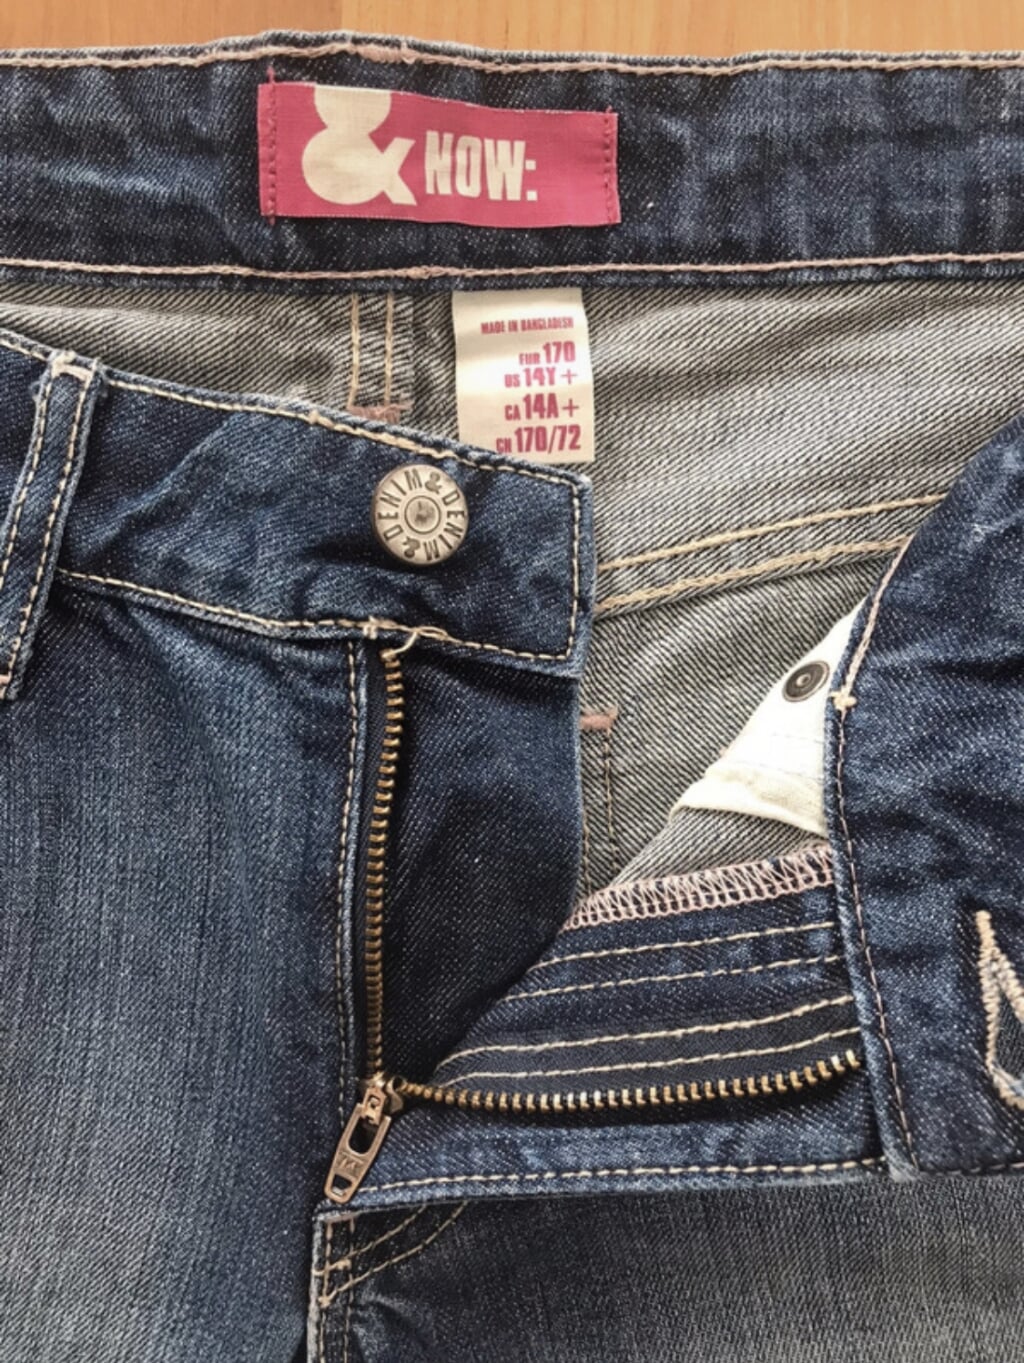 & NOW:
MADE IN BANGLADESH
EUR 170
US 14Y+
CA 14A+
CN 170/72
DENIM&DENIM&